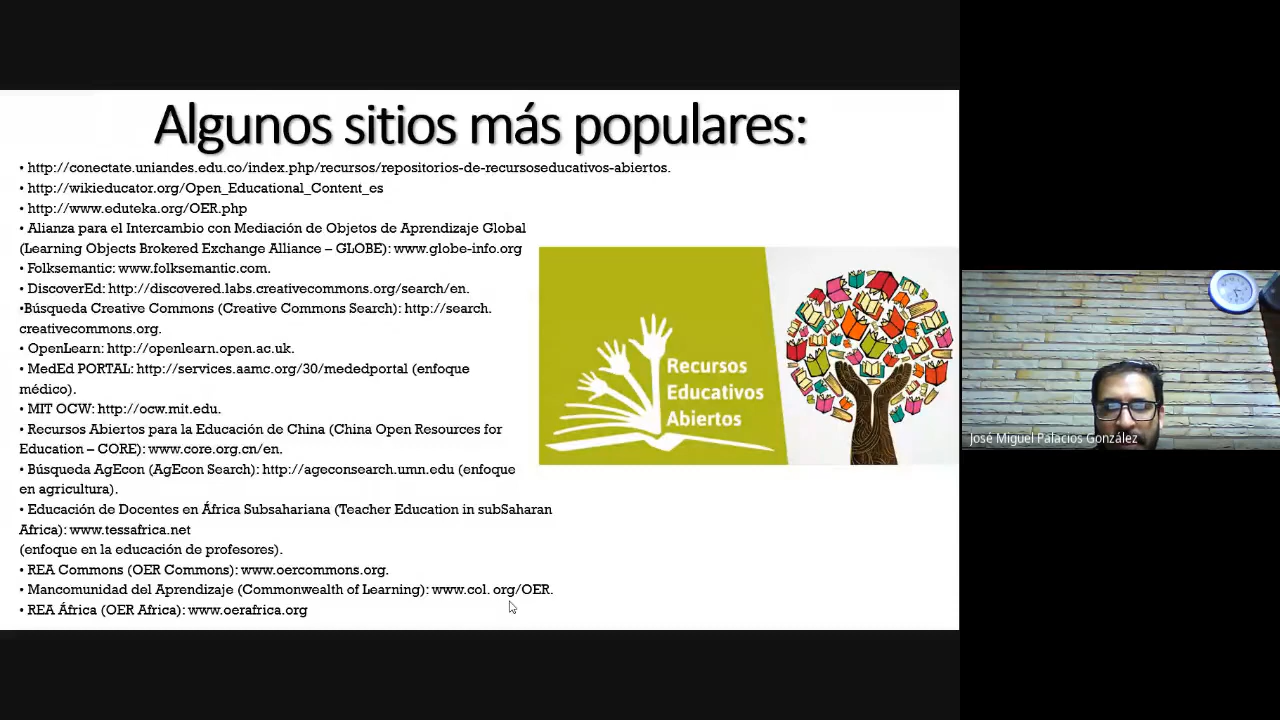 Algunos sitios más populares:
• http://conectate.uniandes.edu.co/index.php/recursos/repositorios-de-recursoseducativos-abiertos.
• http://wikieducator.org/Open_Educational_Content_es
• http://www.eduteka.org/OER.php
• Alianza para el Intercambio con Mediación de Objetos de Aprendizaje Global
(Learning Objects Brokered Exchange Alliance – GLOBE): www.globe-info.org
• Folksemantic: www.folksemantic.com.
• DiscoverEd: http://discovered.labs.creativecommons.org/search/en.
•Búsqueda Creative Commons (Creative Commons Search): http://search.
creativecommons.org.
• OpenLearn: http://openlearn.open.ac.uk.
• MedEd PORTAL: http://services.aamc.org/30/mededportal (enfoque
médico).
• MIT OCW: http://ocw.mit.edu.
• Recursos Abiertos para la Educación de China (China Open Resources for
Education – CORE): www.core.org.cn/en.
• Búsqueda AgEcon (AgEcon Search): http://ageconsearch.umn.edu (enfoque
en agricultura).
• Educación de Docentes en África Subsahariana (Teacher Education in subSaharan
Africa): www.tessafrica.net
(enfoque en la educación de profesores).
• REA Commons (OER Commons): www.oercommons.org.
• Mancomunidad del Aprendizaje (Commonwealth of Learning): www.col. org/OER.
• REA África (OER Africa): www.oerafrica.org
Recursos
Educativos
Abiertos
José Miguel Palacios González